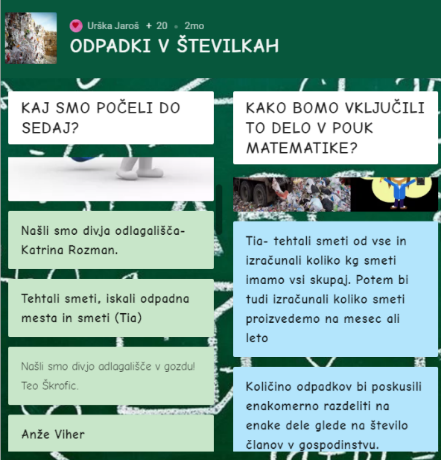 Urška Jaroš + 20 • 2mo
ODPADKI V ŠTEVILKAH
KAJ SMO POČELI DO
SEDAJ?
Našli smo divja odlagališča-
Katrina Rozman.
Tehtali smeti, iskali odpadna
mesta in smeti (Tia)
Našli smo divjo adlagališče v gozdu!
Teo Škrofic.
Anže Viher
KAKO BOMO VKLJUČILI
TO DELO V POUK
MATEMATIKE?
Tia- tehtali smeti od vse in
izračunali koliko kg smeti
imamo vsi skupaj. Potem bi
tudi izračunali koliko smeti
proizvedemo na mesec ali
leto
Količino odpadkov bi poskusili
enakomerno razdeliti na
enake dele glede na število
članov v gospodinstvu.